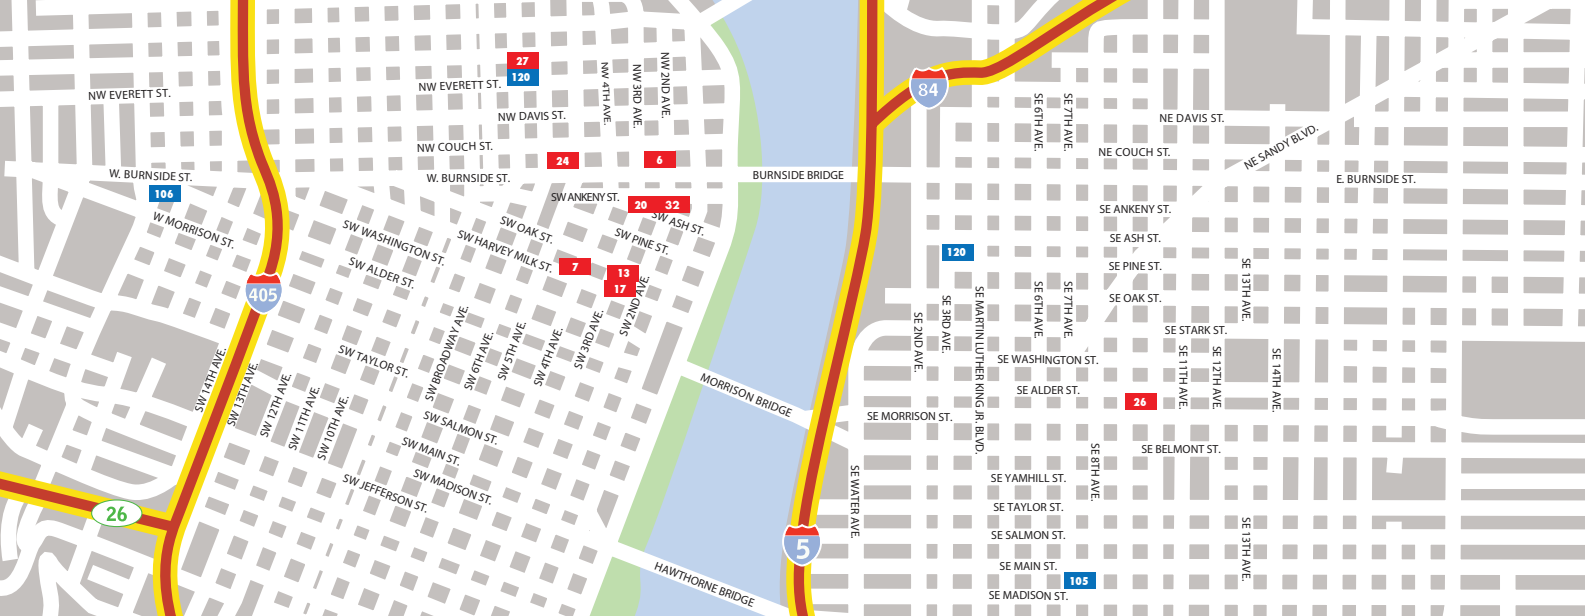 27
120
NW EVERETT ST.
NW EVERETT ST.
NW 4TH AVE.
NW 3RD AVE.
NW 2ND AVE.
84
SE 6TH AVE.
SE 7TH AVE.
NW DAVIS ST.
NE DAVIS ST.
NE SANDY BLVD.
NW COUCH ST.
NE COUCH ST.
24
6
W. BURNSIDE ST.
W. BURNSIDE ST.
BURNSIDE BRIDGE
E. BURNSIDE ST.
106
SW ANKENY ST.
20
32
SE ANKENY ST.
W MORRISON ST.
SW WASHINGTON ST.
SW OAK ST.
SW ASH ST.
SW HARVEY MILK ST.
SW PINE ST.
SE ASH ST.
120
SW ALDER ST.
7
13
17
SE PINE ST.
405
SW 2ND AVE.
SE OAK ST.
SE 13TH AVE.
SE 6TH AVE.
SE 7TH AVE.
SE 2ND AVE.
SE 3RD AVE.
SE MARTIN LUTHER KING JR. BLVD.
SE STARK ST.
SW BROADWAY AVE.
SW 6TH AVE.
SW 5TH AVE.
SW 4TH AVE.
SW 3RD AVE.
SW TAYLOR ST.
SE WASHINGTON ST.
SE 11TH AVE.
SE 12TH AVE.
SE 14TH AVE.
SW 14TH AVE.
SW 13TH AVE.
SW 12TH AVE.
SW 11TH AVE.
SW 10TH AVE.
MORRISON BRIDGE
SE ALDER ST.
26
SE MORRISON ST.
SW SALMON ST.
SW MAIN ST.
SE BELMONT ST.
SE 8TH AVE.
SW MADISON ST.
SW JEFFERSON ST.
SE WATER AVE.
SE YAMHILL ST.
SE TAYLOR ST.
26
SE SALMON ST.
SE 13TH AVE.
5
HAWTHORNE BRIDGE
SE MAIN ST.
105
SE MADISON ST.